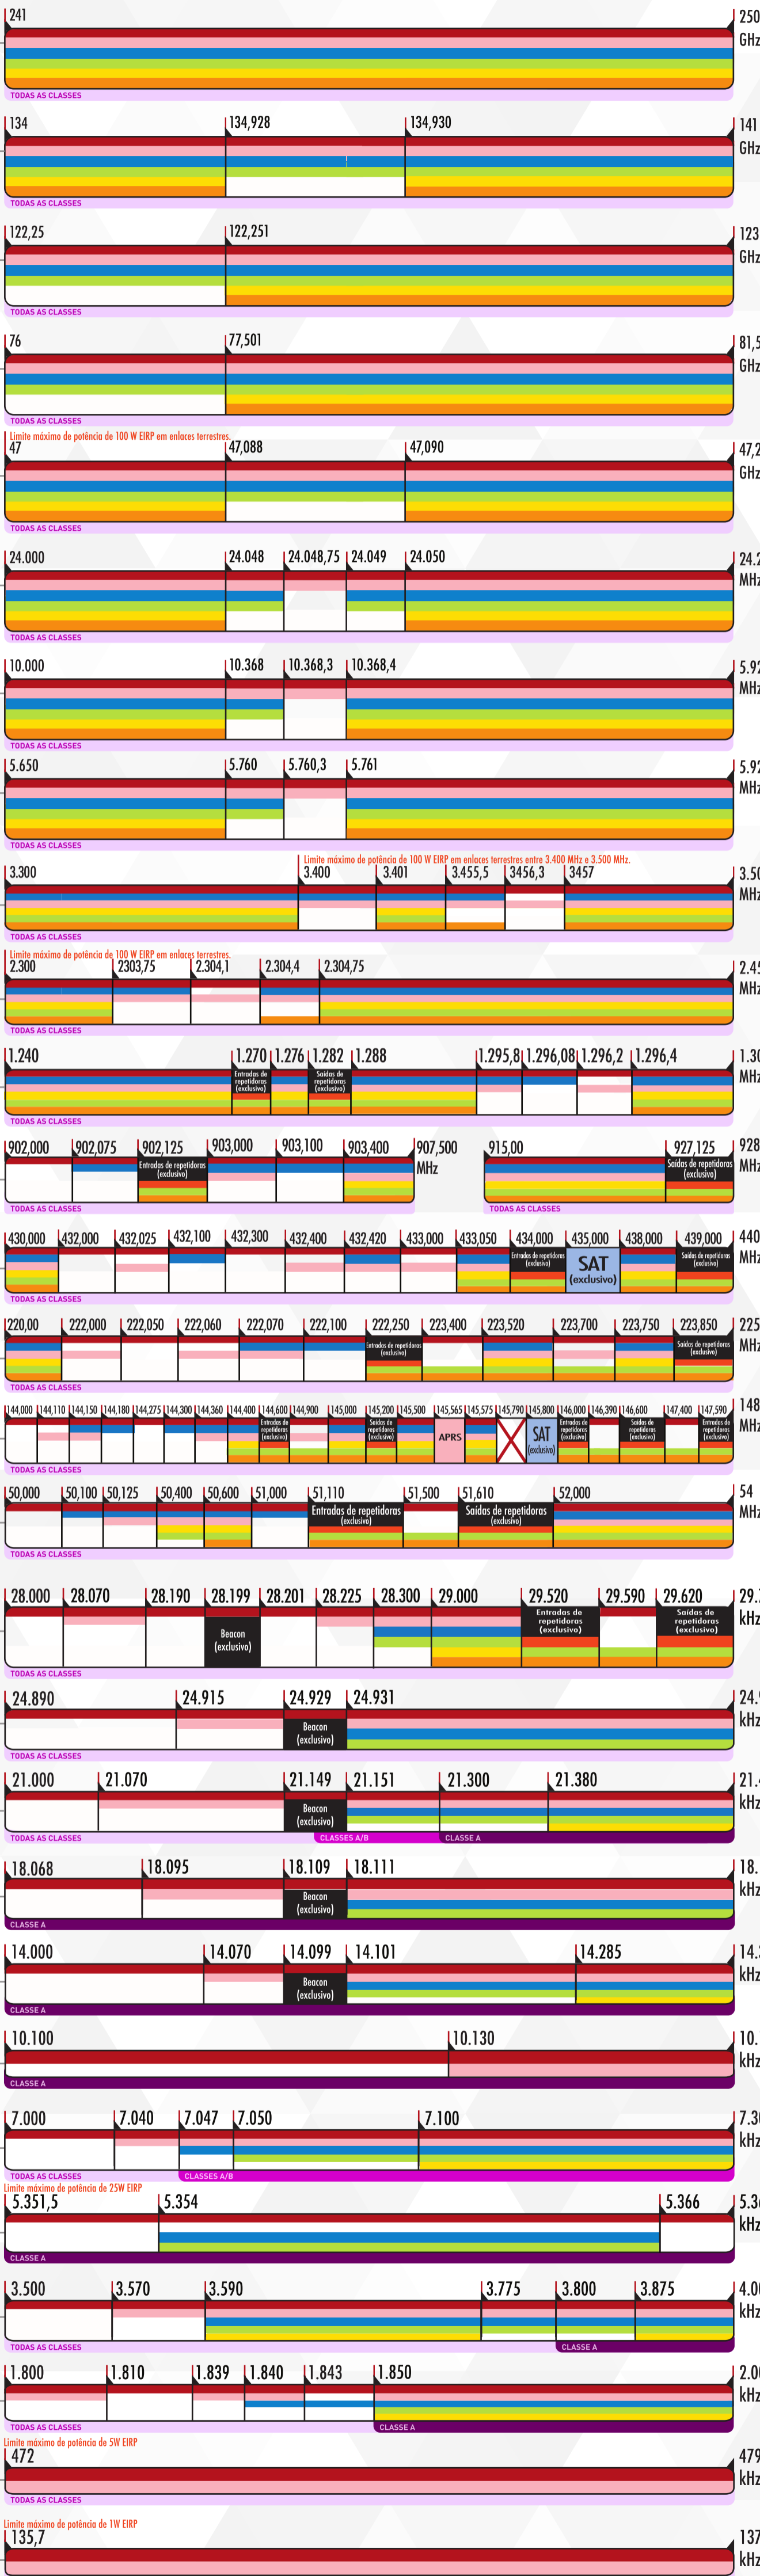 241 250
GHz
TODAS AS CLASSES
134 134,928 134,930 141
GHz
TODAS AS CLASSES
122,25 122,251 123
GHz
TODAS AS CLASSES
76 77,501 81,5
GHz
TODAS AS CLASSES
Limite máximo de potência de 100 W EIRP em enlaces terrestres.
47 47,088 47,090 47,2
GHz
TODAS AS CLASSES
24.000 24.048 24.048,75 24.049 24.050 24.2
MHz
TODAS AS CLASSES
10.000 10.368 10.368,3 10.368,4 5.92
MHz
TODAS AS CLASSES
5.650 5.760 5.760,3 5.761 5.92
MHz
TODAS AS CLASSES
Limite máximo de potência de 100 W EIRP em enlaces terrestres entre 3.400 MHz e 3.500 MHz.
3.300 3.400 3.401 3.455,5 3456,3 3457 3.50
MHz
TODAS AS CLASSES
Limite máximo de potência de 100 W EIRP em enlaces terrestres.
2.300 2303,75 2.304,1 2.304,4 2.304,75 2.45
MHz
TODAS AS CLASSES
1.240 1.270 1.276 1.282 1.288 1.295,8 1.296,08 1.296,2 1.296,4 1.30
MHz
Entradas de repetidoras (exclusivo) Saídas de repetidoras (exclusivo)
TODAS AS CLASSES
902,000 902,075 902,125 903,000 903,100 903,400 907,500 915,00 927,125 928
MHz MHz
Entradas de repetidoras (exclusivo) Saídas de repetidoras (exclusivo)
TODAS AS CLASSES TODAS AS CLASSES
430,000 432,000 432,025 432,100 432,300 432,400 432,420 433,000 433,050 434,000 435,000 438,000 439,000 440
MHz
Entradas de repetidoras (exclusivo) SAT (exclusivo) Saídas de repetidoras (exclusivo)
TODAS AS CLASSES
220,00 222,000 222,050 222,060 222,070 222,100 222,250 223,400 223,520 223,700 223,750 223,850 225
MHz
Entradas de repetidoras (exclusivo) Saídas de repetidoras (exclusivo)
TODAS AS CLASSES
144,000 144,110 144,150 144,180 144,275 144,300 144,360 144,400 144,600 144,900 145,000 145,200 145,500 145,565 145,575 145,790 145,800 146,000 146,390 146,600 147,400 147,590 148
MHz
Entradas de repetidoras (exclusivo) Saídas de repetidoras (exclusivo) APRS SAT (exclusivo) Entradas de repetidoras (exclusivo) Saídas de repetidoras (exclusivo) Entradas de repetidoras (exclusivo)
TODAS AS CLASSES
50,000 50,100 50,125 50,400 50,600 51,000 51,110 51,500 51,610 52,000 54
MHz
Entradas de repetidoras (exclusivo) Saídas de repetidoras (exclusivo)
TODAS AS CLASSES
28.000 28.070 28.190 28.199 28.201 28.225 28.300 29.000 29.520 29.590 29.620 29.
kHz
Beacon (exclusivo) Entradas de repetidoras (exclusivo) Saídas de repetidoras (exclusivo)
TODAS AS CLASSES
24.890 24.915 24.929 24.931 24.
kHz
Beacon (exclusivo)
TODAS AS CLASSES
21.000 21.070 21.149 21.151 21.300 21.380 21.
kHz
Beacon (exclusivo)
TODAS AS CLASSES CLASSES A/B CLASSE A
18.068 18.095 18.109 18.111 18.
kHz
Beacon (exclusivo)
CLASSE A
14.000 14.070 14.099 14.101 14.285 14.
kHz
Beacon (exclusivo)
CLASSE A
10.100 10.130 10.
kHz
CLASSE A
7.000 7.040 7.047 7.050 7.100 7.3
kHz
TODAS AS CLASSES CLASSES A/B
Limite máximo de potência de 25W EIRP
5.351,5 5.354 5.366 5.3
kHz
CLASSE A
3.500 3.570 3.590 3.775 3.800 3.875 4.0
kHz
TODAS AS CLASSES CLASSE A
1.800 1.810 1.839 1.840 1.843 1.850 2.0
kHz
TODAS AS CLASSES CLASSE A
Limite máximo de potência de 5W EIRP
472 479
kHz
TODAS AS CLASSES
Limite máximo de potência de 1W EIRP
135,7 137
kHz